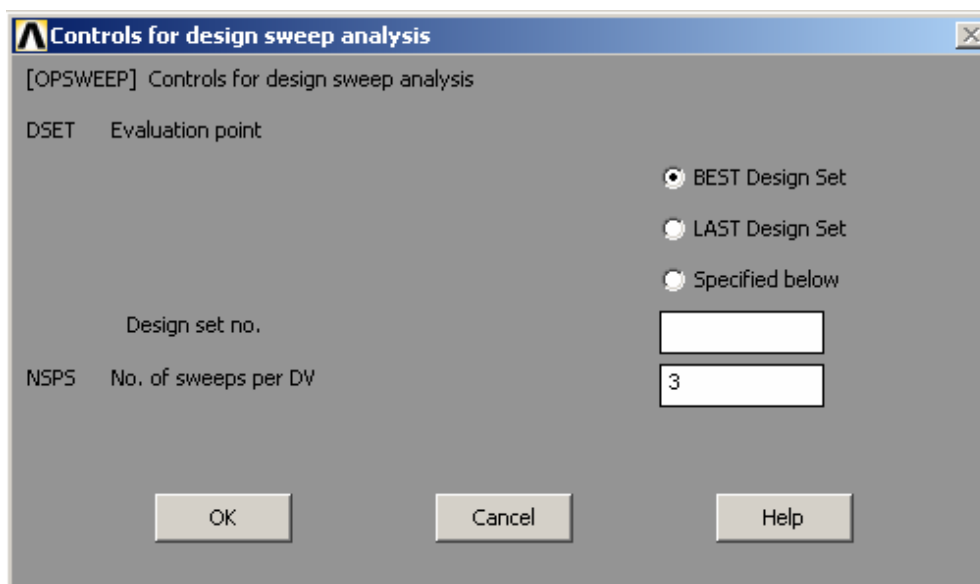 Controls for design sweep analysis
[OPSWEEP] Controls for design sweep analysis
DSET Evaluation point
BEST Design Set
LAST Design Set
Specified below
Design set no.
NSPS No. of sweeps per DV 3
OK Cancel Help